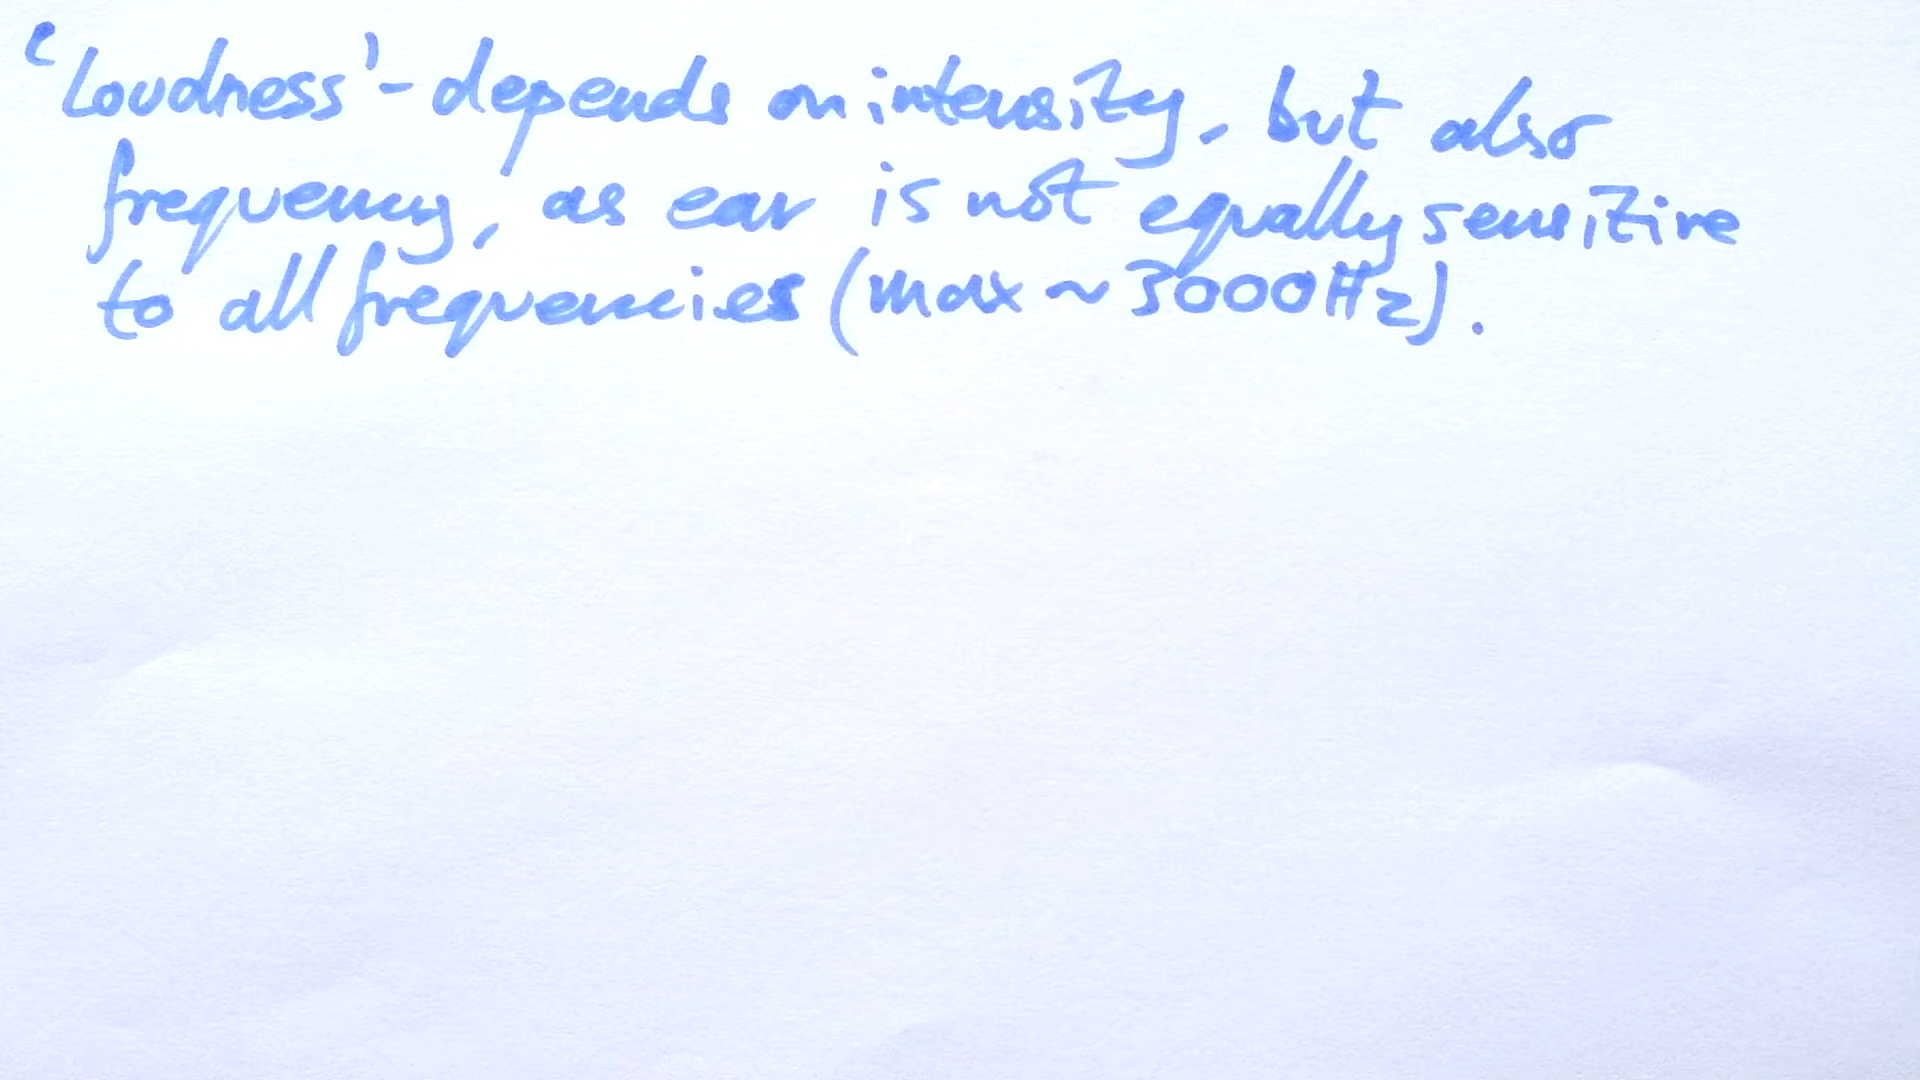 'Loudness' - depends on intensity, but also
frequency, as ear is not equally sensitive
to all frequencies (max ~ 3000Hz).